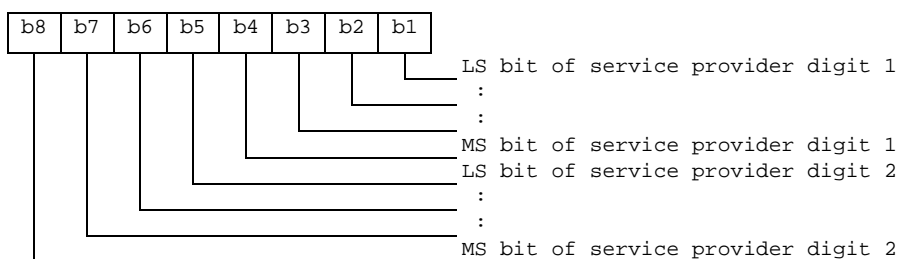 b8 b7 b6 b5 b4 b3 b2 b1
LS bit of service provider digit 1
:
:
MS bit of service provider digit 1
LS bit of service provider digit 2
:
:
MS bit of service provider digit 2